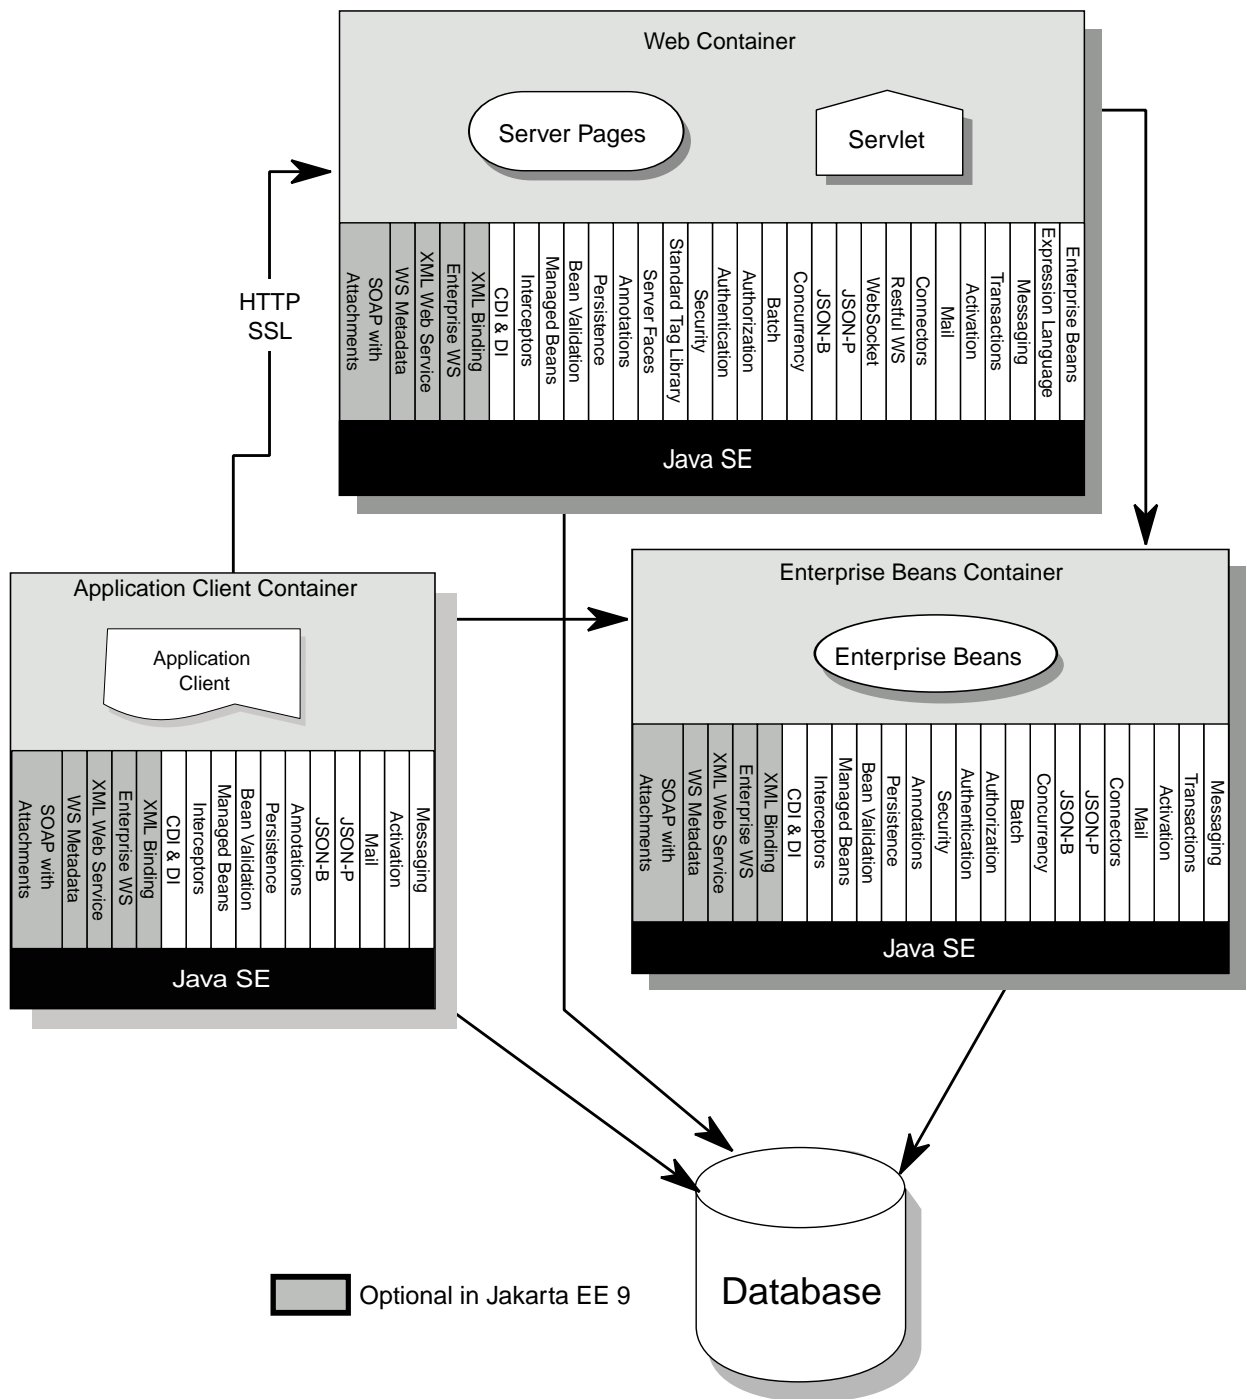 Web Container
Server Pages
Servlet
SOAP with
Attachments
WS Metadata
XML Web Service
Enterprise WS
XML Binding
CDI & DI
Interceptors
Managed Beans
Bean Validation
Persistence
Annotations
Server Faces
Standard Tag Library
Security
Authentication
Authorization
Batch
Concurrency
JSON-B
JSON-P
WebSocket
Restful WS
Connectors
Mail
Activation
Transactions
Messaging
Expression Language
Enterprise Beans
Java SE
HTTP
SSL
Application Client Container
Application
Client
SOAP with
Attachments
WS Metadata
XML Web Service
Enterprise WS
XML Binding
CDI & DI
Interceptors
Managed Beans
Bean Validation
Persistence
Annotations
JSON-B
JSON-P
Mail
Activation
Messaging
Java SE
Enterprise Beans Container
Enterprise Beans
SOAP with
Attachments
WS Metadata
XML Web Service
Enterprise WS
XML Binding
CDI & DI
Interceptors
Managed Beans
Bean Validation
Persistence
Annotations
Security
Authentication
Authorization
Batch
Concurrency
JSON-B
JSON-P
Connectors
Mail
Activation
Transactions
Messaging
Java SE
Database
Optional in Jakarta EE 9